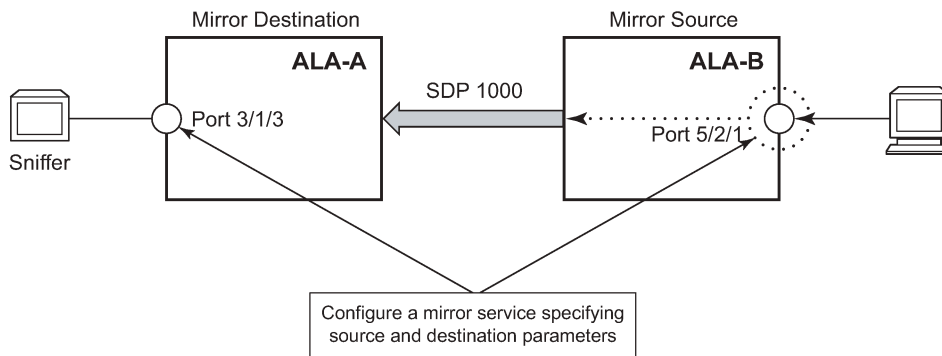 Mirror Destination
Mirror Source
ALA-A
ALA-B
SDP 1000
Port 3/1/3
Port 5/2/1
Sniffer
Configure a mirror service specifying
source and destination parameters